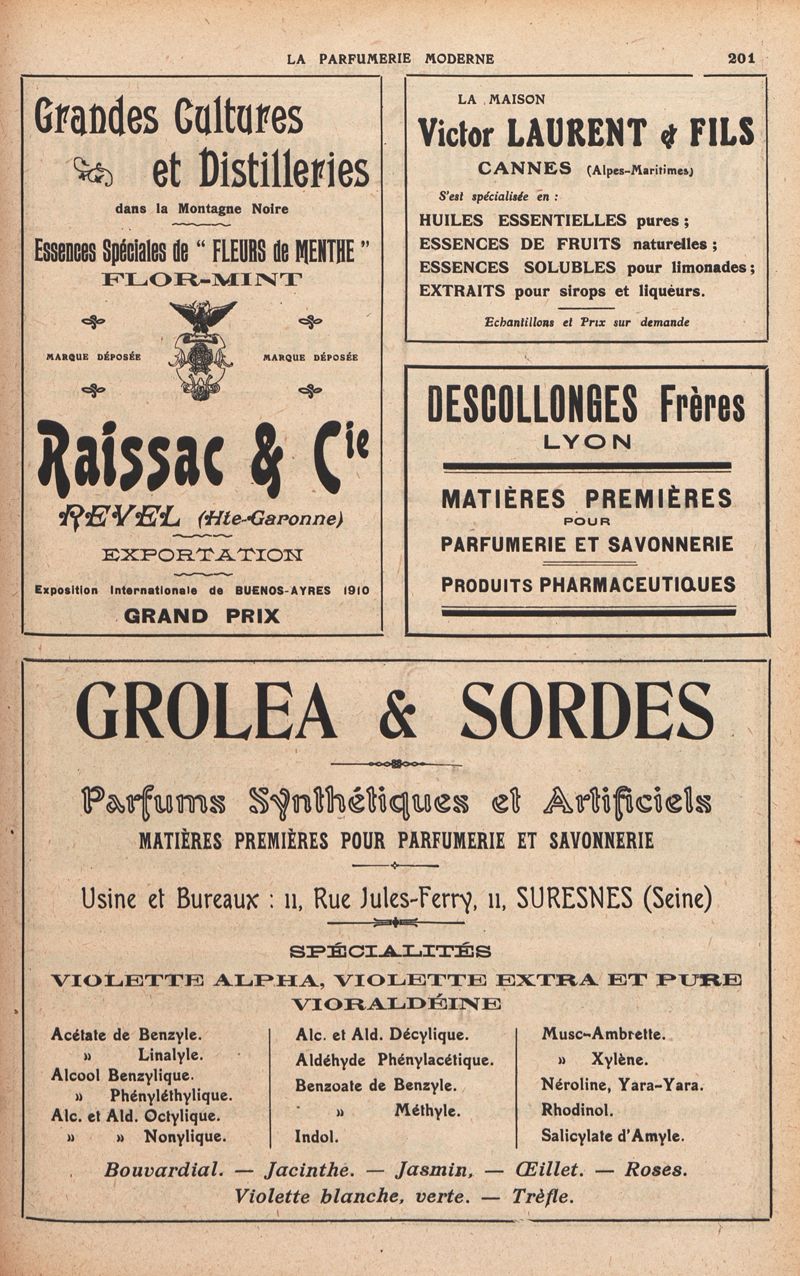 LA PARFUMERIE MODERNE
201
Grandes Cultures
et Distilleries
dans la Montagne Noire
Essences Spéciales de "FLEURS de MENTHE"
FLOR-MINT
MARQUE DÉPOSÉE
MARQUE DÉPOSÉE
Raissac & Cie
REVEL (Hte-Garonne)
EXPORTATION
Exposition Internationale de BUENOS-AYRES 1910
GRAND PRIX
LA MAISON
Victor LAURENT & FILS
CANNES (Alpes-Maritimes)
S'est spécialisée en :
HUILES ESSENTIELLES pures ;
ESSENCES DE FRUITS naturelles ;
ESSENCES SOLUBLES pour limonades ;
EXTRAITS pour sirops et liquéurs.
Echantillons et Prix sur demande
DESCOLLONGES Frères
LYON
MATIÈRES PREMIÈRES
POUR
PARFUMERIE ET SAVONNERIE
PRODUITS PHARMACEUTIQUES
GROLEA & SORDES
Parfums Synthétiques et Artificiels
MATIÈRES PREMIÈRES POUR PARFUMERIE ET SAVONNERIE
Usine et Bureaux : 11, Rue Jules-Ferry, 11, SURESNES (Seine)
SPÉCIALITÉS
VIOLETTE ALPHA, VIOLETTE EXTRA ET PURE
VIORALDÉINE
Acétate de Benzyle.
» Linalyle.
Alcool Benzylique.
» Phényléthylique.
Alc. et Ald. Octylique.
» » Nonylique.
Alc. et Ald. Décylique.
Aldéhyde Phénylacétique.
Benzoate de Benzyle.
» Méthyle.
Indol.
Musc-Ambrette.
» Xylène.
Néroline, Yara-Yara.
Rhodinol.
Salicylate d'Amyle.
Bouvardial. — Jacinthe. — Jasmin, — Œillet. — Roses.
Violette blanche, verte. — Trèfle.